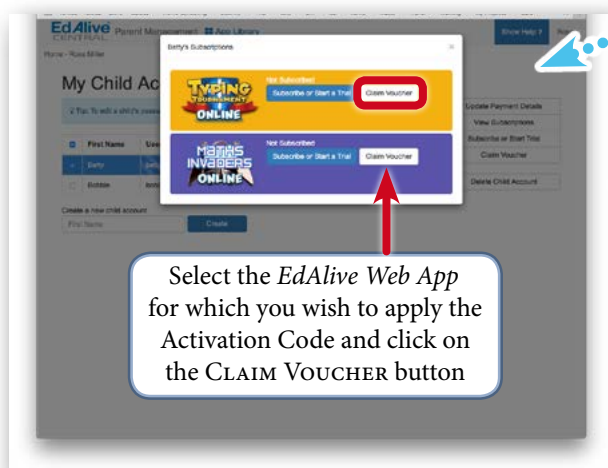 EdAlive Parent Management App Library
CENTRAL
Show Help ?
Home - Russ Miller
Betty's Subscriptions
×
My Child Ac
TYPING
TOURNAMENT
ONLINE
Not Subscribed
Subscribe or Start a Trial
Claim Voucher
MATHS
INVADERS
ONLINE
Not Subscribed
Subscribe or Start a Trial
Claim Voucher
Update Payment Details
View Subscriptions
Subscribe or Start Trial
Claim Voucher
Delete Child Account
First Name
Betty
Bobbie
Create a new child account
First Name
Create
Select the EdAlive Web App
for which you wish to apply the
Activation Code and click on
the Claim Voucher button